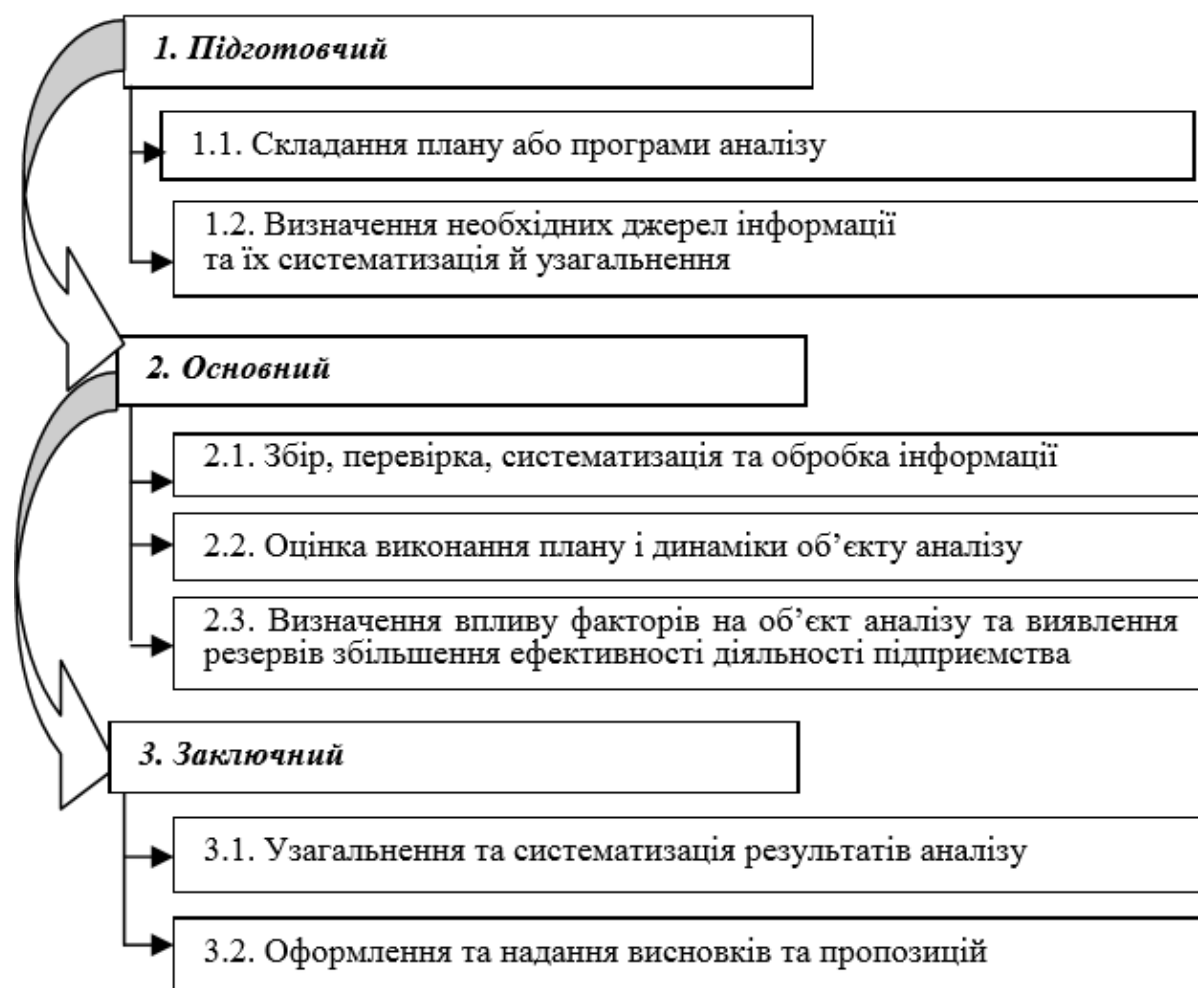 1. Підготовчий
1.1. Складання плану або програми аналізу
1.2. Визначення необхідних джерел інформації
та їх систематизація й узагальнення
2. Основний
2.1. Збір, перевірка, систематизація та обробка інформації
2.2. Оцінка виконання плану і динаміки об’єкту аналізу
2.3. Визначення впливу факторів на об’єкт аналізу та виявлення
резервів збільшення ефективності діяльності підприємства
3. Заключний
3.1. Узагальнення та систематизація результатів аналізу
3.2. Оформлення та надання висновків та пропозицій